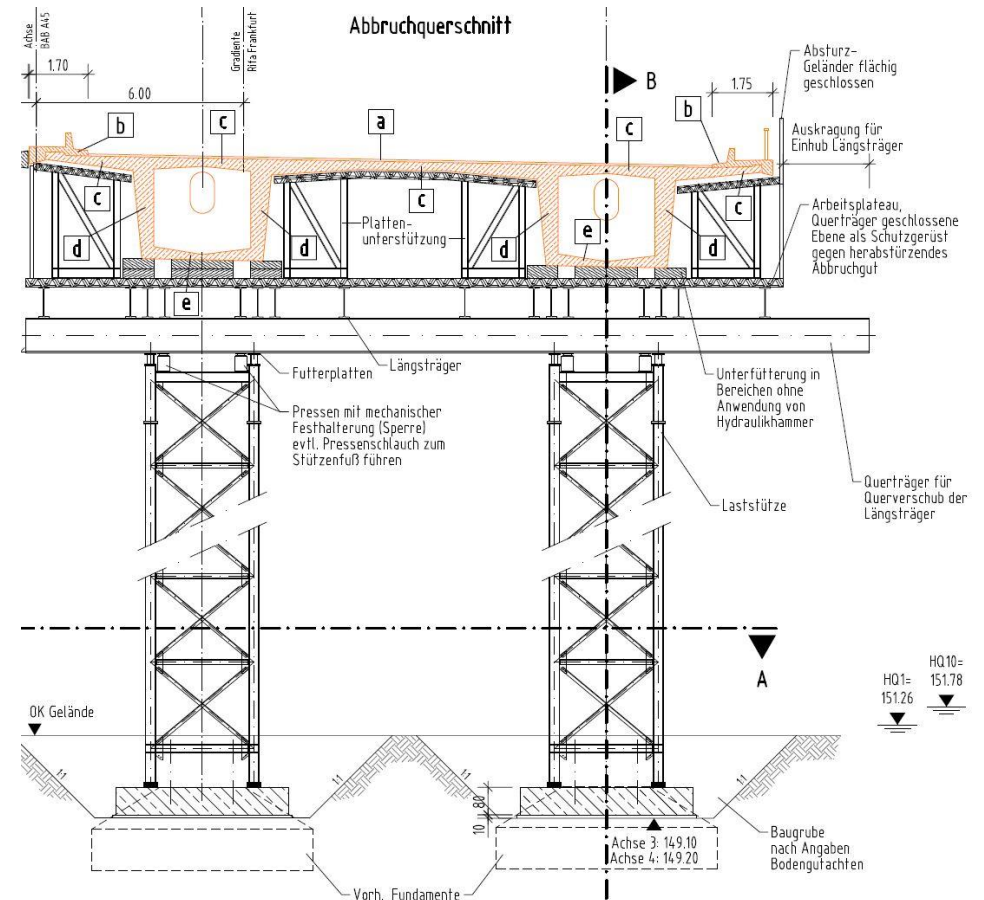 Abbruchquerschnitt
Achse
BAB A45
Gradiente
Rita Frankfurt
1.70
6.00
B
1.75
Absturz-
Geländer flächig
geschlossen
b
c
a
c
b
Auskragung für
Einhub Längsträger
c
c
c
d
d
Platten-
unterstützung
d
e
d
e
Arbeitsplateau,
Querträger geschlossene
Ebene als Schutzgerüst
gegen herabstürzendes
Abbruchgut
Futterplatten
Längsträger
Unterfütterung in
Bereichen ohne
Anwendung von
Hydraulikhammer
Pressen mit mechanischer
Festhalterung (Sperre)
evtl. Pressenschlauch zum
Stützenfuß führen
Querträger für
Querverschub der
Längsträger
Laststütze
A
HQ10=
151.78
HQ1=
151.26
OK Gelände
1:1
1:1
1:1
1:1
80
10
Achse 3: 149.10
Achse 4: 149.20
Baugrube
nach Angaben
Bodengutachten
Vorh. Fundamente